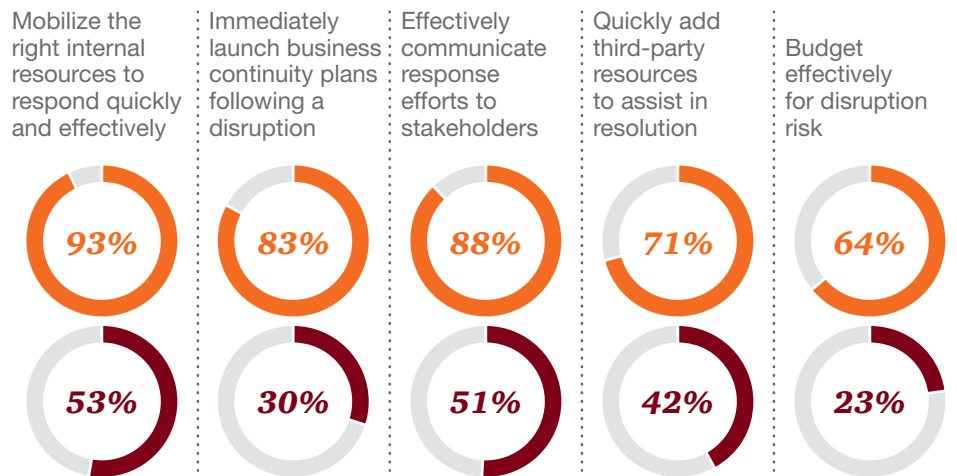 Mobilize the
right internal
resources to
respond quickly
and effectively
Immediately
launch business
continuity plans
following a
disruption
Effectively
communicate
response
efforts to
stakeholders
Quickly add
third-party
resources
to assist in
resolution
Budget
effectively
for disruption
risk
93%
83%
88%
71%
64%
53%
30%
51%
42%
23%